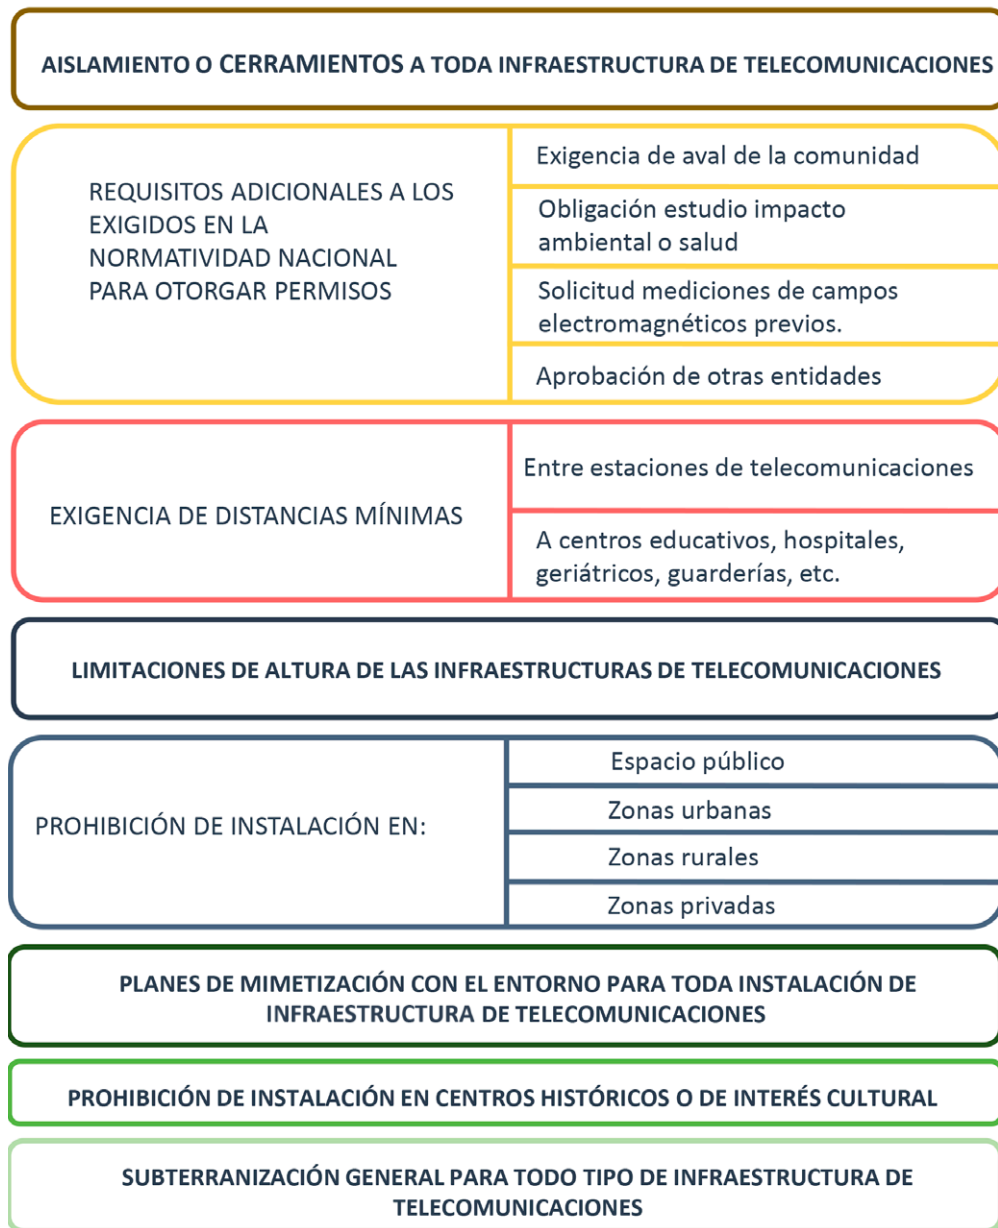 AISLAMIENTO O CERRAMIENTOS A TODA INFRAESTRUCTURA DE TELECOMUNICACIONES
REQUISITOS ADICIONALES A LOS
EXIGIDOS EN LA
NORMATIVIDAD NACIONAL
PARA OTORGAR PERMISOS
Exigencia de aval de la comunidad
Obligación estudio impacto
ambiental o salud
Solicitud mediciones de campos
electromagnéticos previos.
Aprobación de otras entidades
EXIGENCIA DE DISTANCIAS MÍNIMAS
Entre estaciones de telecomunicaciones
A centros educativos, hospitales,
geriátricos, guarderías, etc.
LIMITACIONES DE ALTURA DE LAS INFRAESTRUCTURAS DE TELECOMUNICACIONES
PROHIBICIÓN DE INSTALACIÓN EN:
Espacio público
Zonas urbanas
Zonas rurales
Zonas privadas
PLANES DE MIMETIZACIÓN CON EL ENTORNO PARA TODA INSTALACIÓN DE
INFRAESTRUCTURA DE TELECOMUNICACIONES
PROHIBICIÓN DE INSTALACIÓN EN CENTROS HISTÓRICOS O DE INTERÉS CULTURAL
SUBTERRANIZACIÓN GENERAL PARA TODO TIPO DE INFRAESTRUCTURA DE
TELECOMUNICACIONES